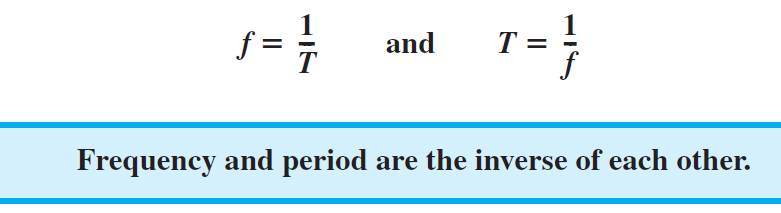 f = 1/T and T = 1/f
Frequency and period are the inverse of each other.